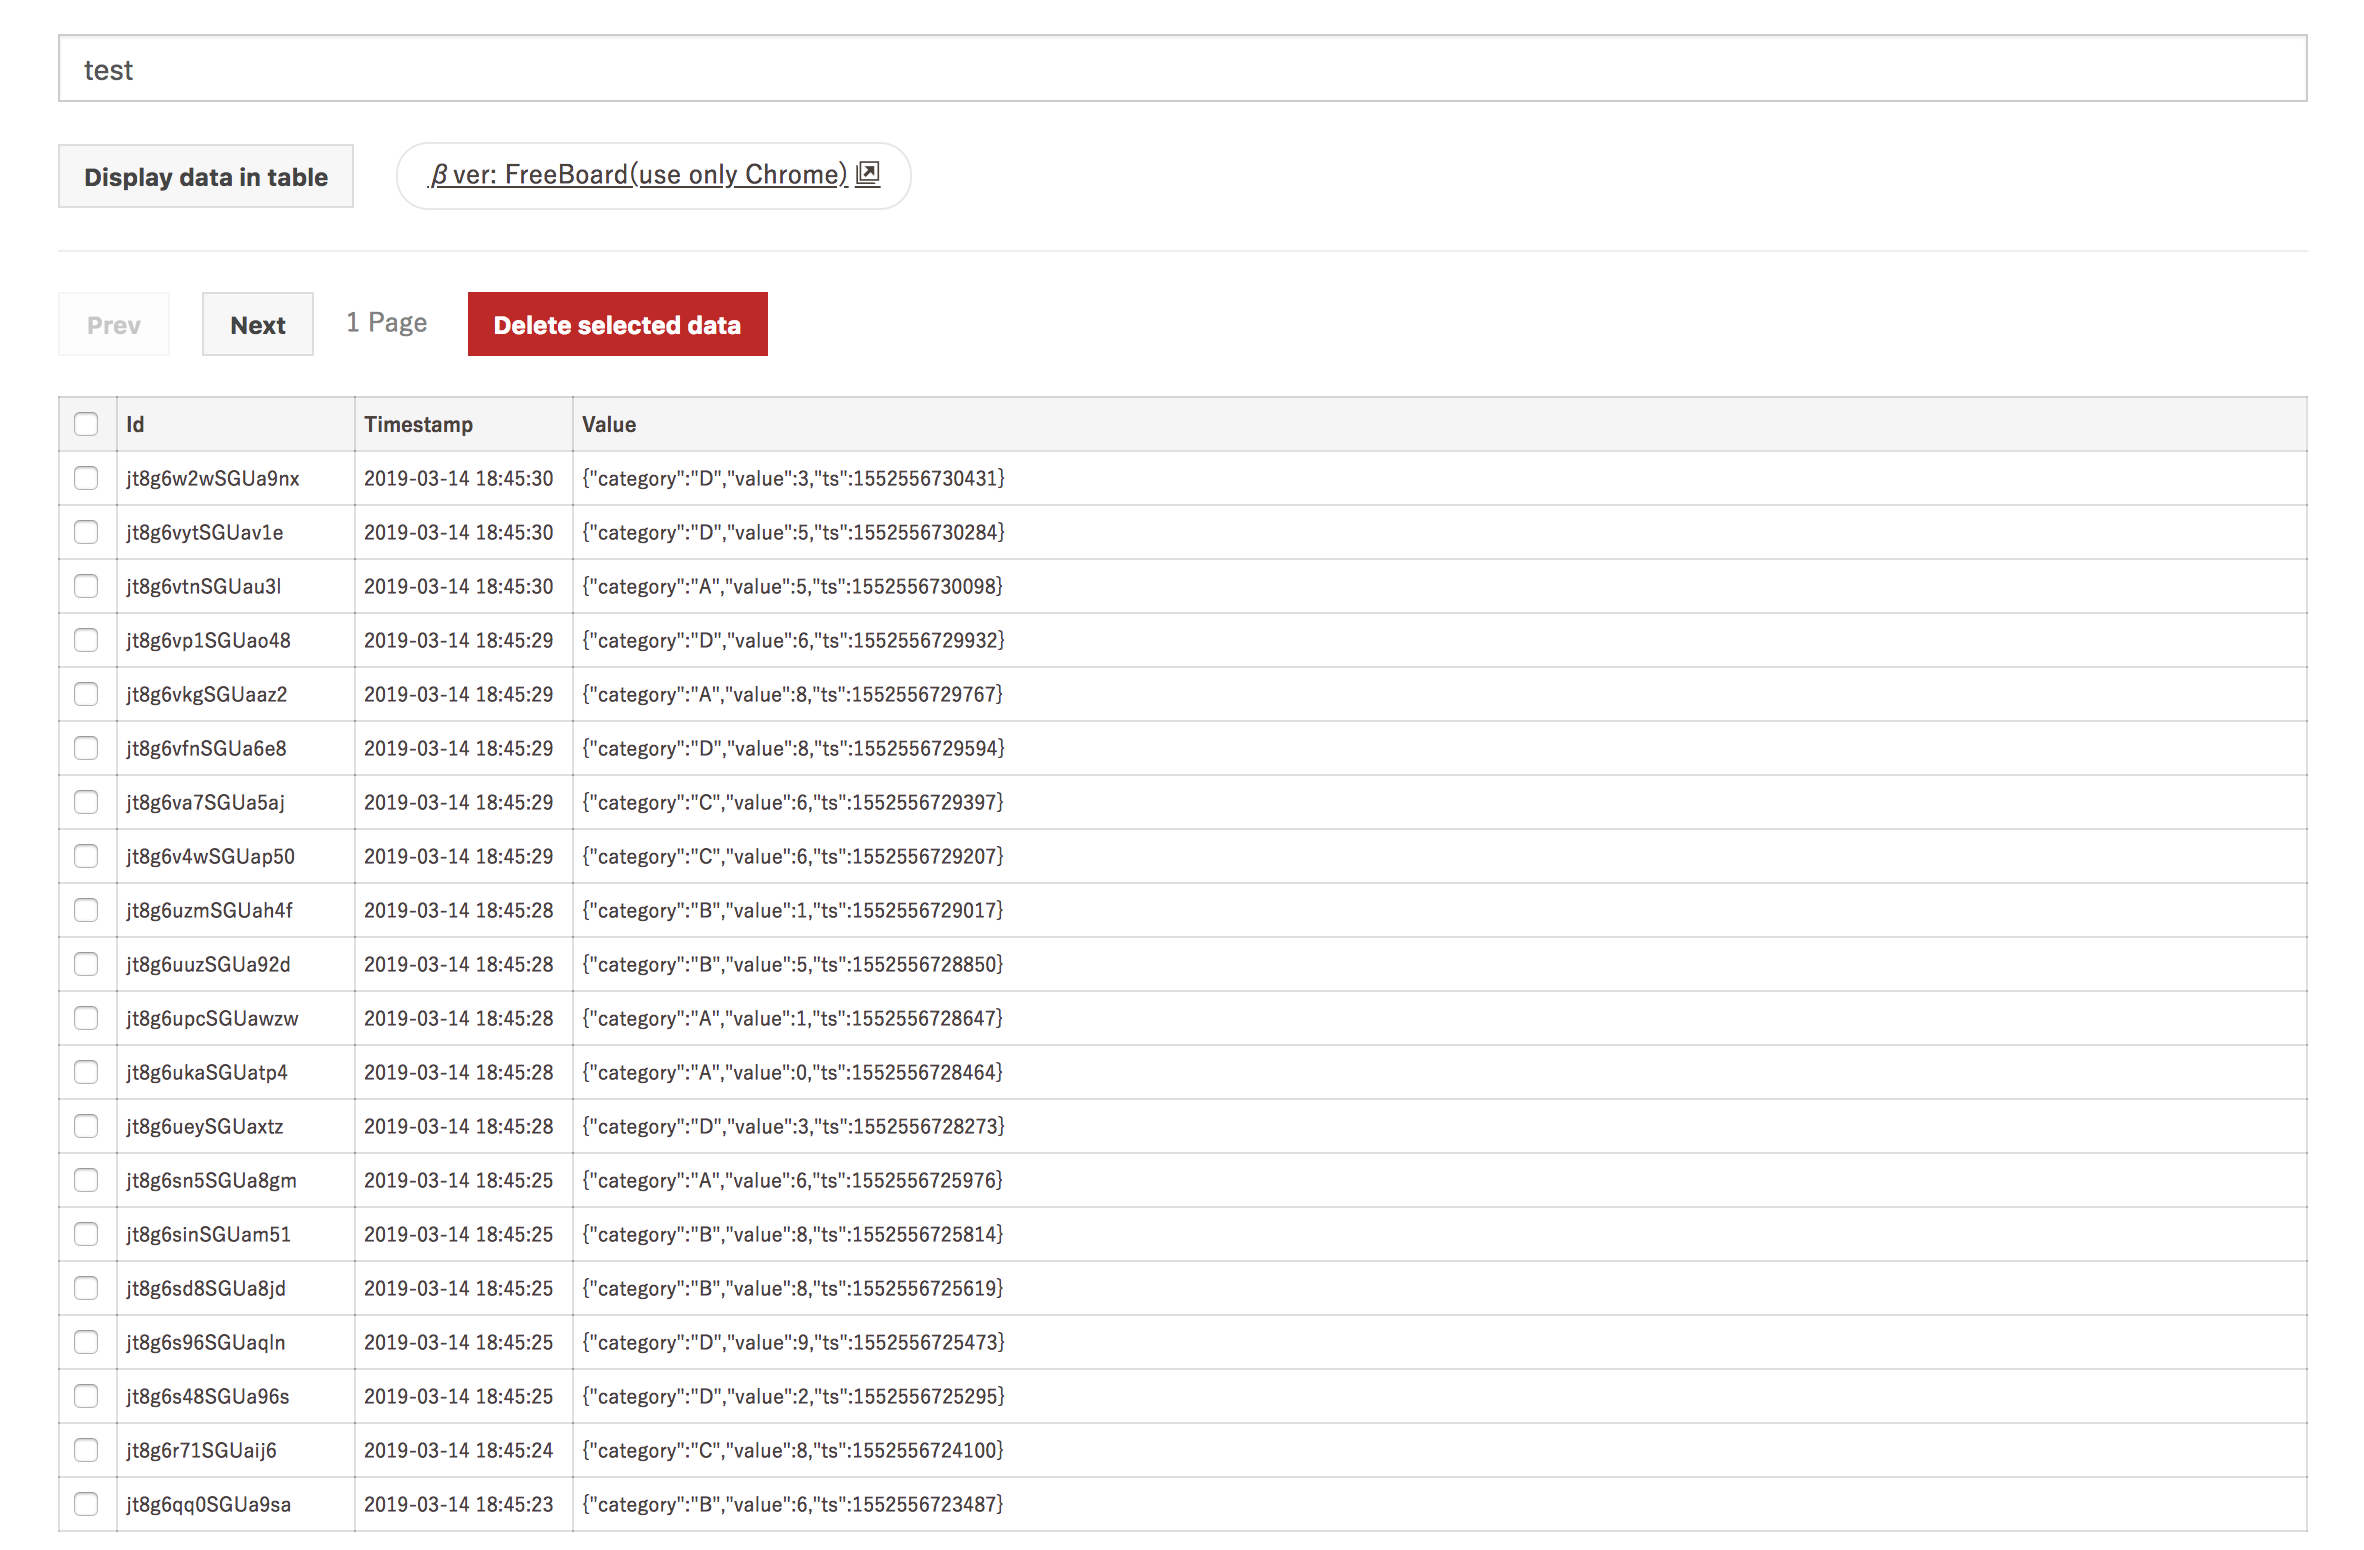 test
Display data in table
β ver: FreeBoard(use only Chrome)
Prev Next 1 Page Delete selected data
Id Timestamp Value
jt8g6w2wSGUa9nx 2019-03-14 18:45:30 {"category":"D","value":3,"ts":1552556730431}
jt8g6vytSGUav1e 2019-03-14 18:45:30 {"category":"D","value":5,"ts":1552556730284}
jt8g6vtnSGUau3l 2019-03-14 18:45:30 {"category":"A","value":5,"ts":1552556730098}
jt8g6vp1SGUao48 2019-03-14 18:45:29 {"category":"D","value":6,"ts":1552556729932}
jt8g6vkgSGUaaz2 2019-03-14 18:45:29 {"category":"A","value":8,"ts":1552556729767}
jt8g6vfnSGUa6e8 2019-03-14 18:45:29 {"category":"D","value":8,"ts":1552556729594}
jt8g6va7SGUa5aj 2019-03-14 18:45:29 {"category":"C","value":6,"ts":1552556729397}
jt8g6v4wSGUap50 2019-03-14 18:45:29 {"category":"C","value":6,"ts":1552556729207}
jt8g6uzmSGUah4f 2019-03-14 18:45:28 {"category":"B","value":1,"ts":1552556729017}
jt8g6uuzSGUa92d 2019-03-14 18:45:28 {"category":"B","value":5,"ts":1552556728850}
jt8g6upcSGUawzw 2019-03-14 18:45:28 {"category":"A","value":1,"ts":1552556728647}
jt8g6ukaSGUatp4 2019-03-14 18:45:28 {"category":"A","value":0,"ts":1552556728464}
jt8g6ueySGUaxtz 2019-03-14 18:45:28 {"category":"D","value":3,"ts":1552556728273}
jt8g6sn5SGUa8gm 2019-03-14 18:45:25 {"category":"A","value":6,"ts":1552556725976}
jt8g6sinSGUam51 2019-03-14 18:45:25 {"category":"B","value":8,"ts":1552556725814}
jt8g6sd8SGUa8jd 2019-03-14 18:45:25 {"category":"B","value":8,"ts":1552556725619}
jt8g6s96SGUaqln 2019-03-14 18:45:25 {"category":"D","value":9,"ts":1552556725473}
jt8g6s48SGUa96s 2019-03-14 18:45:25 {"category":"D","value":2,"ts":1552556725295}
jt8g6r71SGUaij6 2019-03-14 18:45:24 {"category":"C","value":8,"ts":1552556724100}
jt8g6qq0SGUa9sa 2019-03-14 18:45:23 {"category":"B","value":6,"ts":1552556723487}